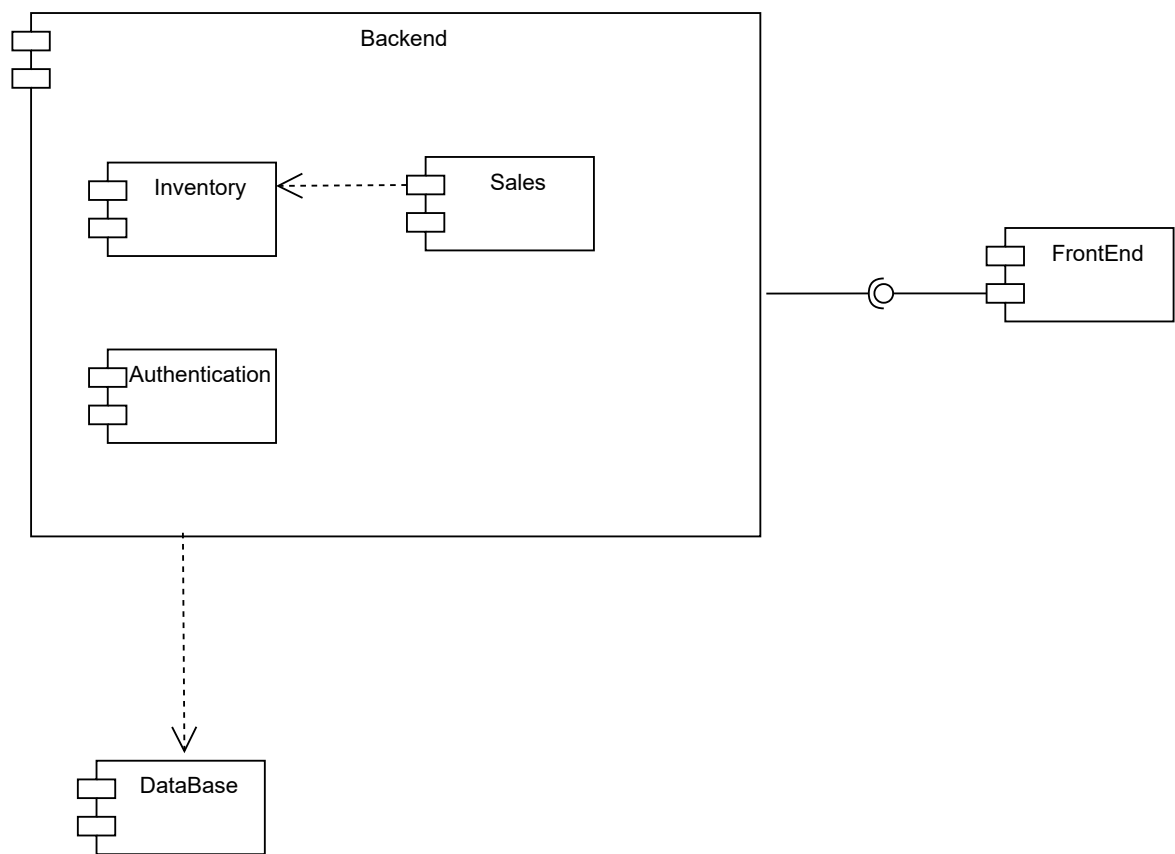 Backend
Inventory
Sales
FrontEnd
Authentication
DataBase